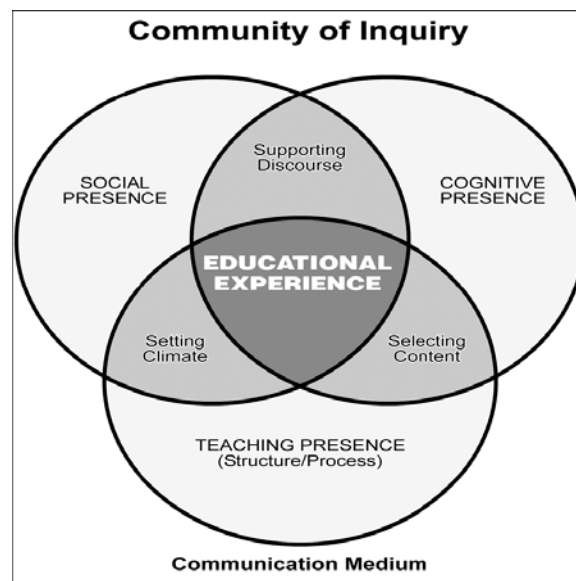 Community of Inquiry
Supporting
Discourse
SOCIAL
PRESENCE
COGNITIVE
PRESENCE
EDUCATIONAL
EXPERIENCE
Setting
Climate
Selecting
Content
TEACHING PRESENCE
(Structure/Process)
Communication Medium